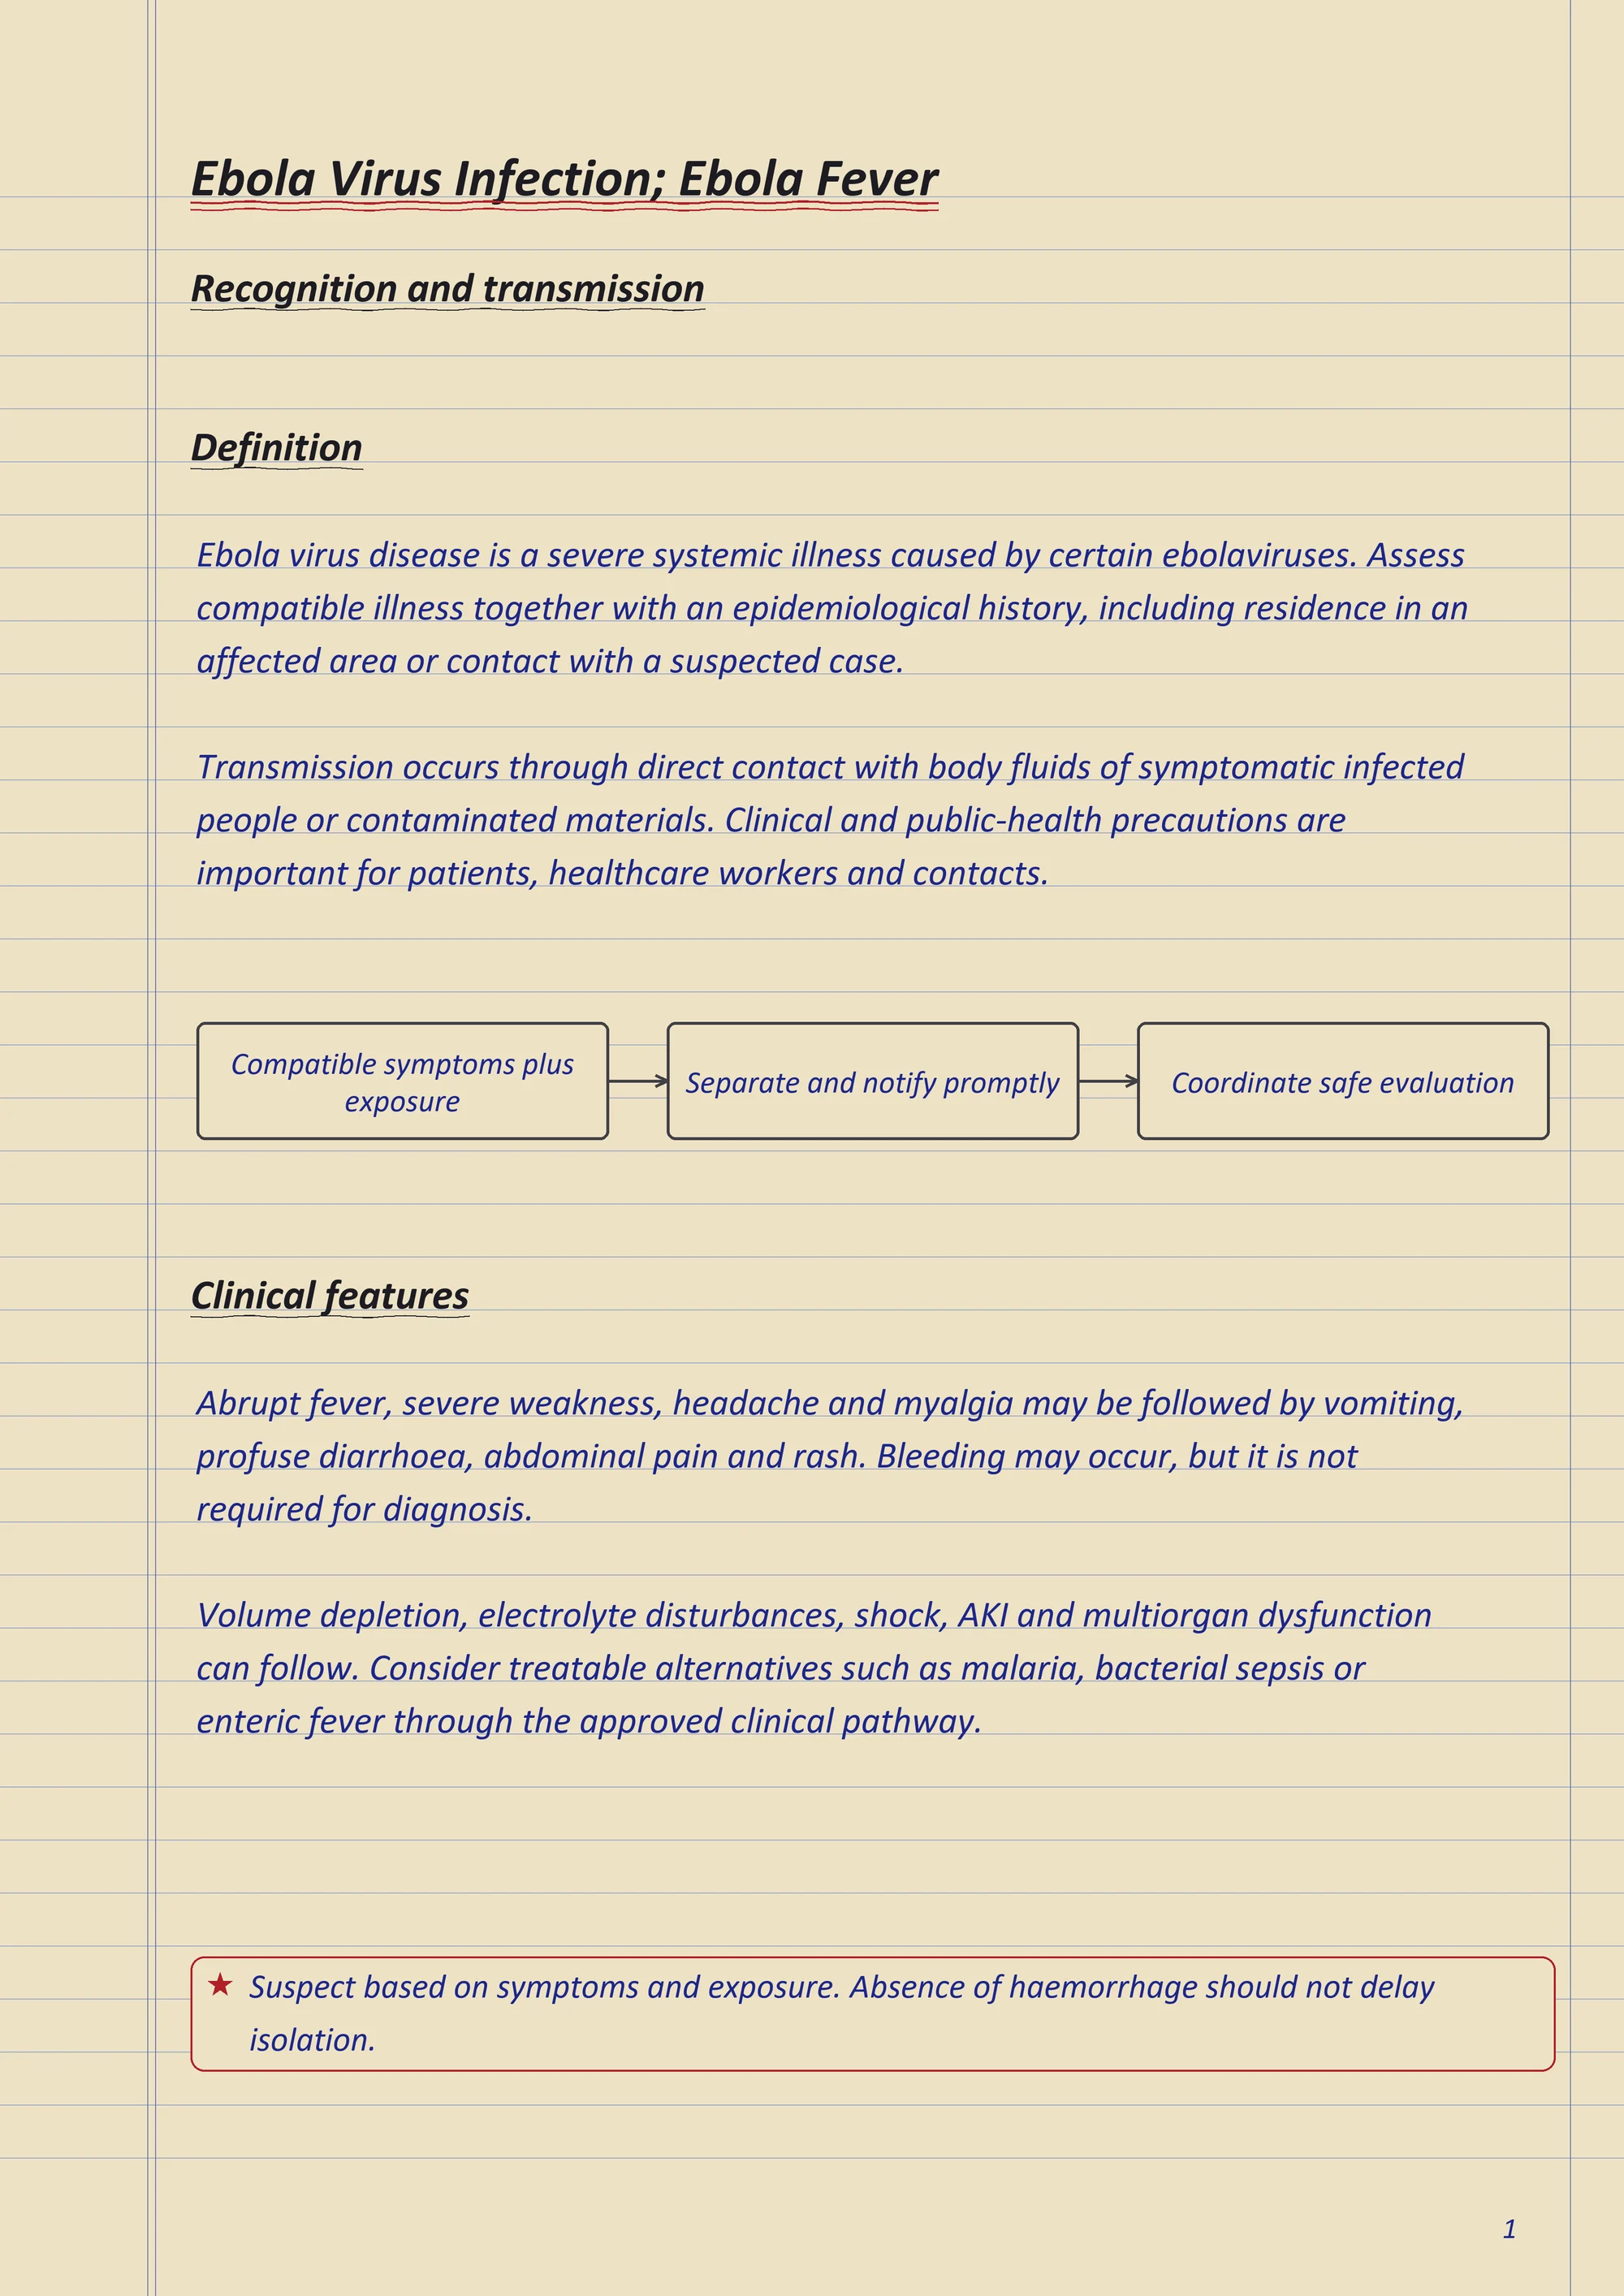 Ebola Virus Infection; Ebola Fever
Recognition and transmission
Definition
Ebola virus disease is a severe systemic illness caused by certain ebolaviruses. Assess
compatible illness together with an epidemiological history, including residence in an
affected area or contact with a suspected case.
Transmission occurs through direct contact with body fluids of symptomatic infected
people or contaminated materials. Clinical and public-health precautions are
important for patients, healthcare workers and contacts.
Compatible symptoms plus
exposure
Separate and notify promptly
Coordinate safe evaluation
Clinical features
Abrupt fever, severe weakness, headache and myalgia may be followed by vomiting,
profuse diarrhoea, abdominal pain and rash. Bleeding may occur, but it is not
required for diagnosis.
Volume depletion, electrolyte disturbances, shock, AKI and multiorgan dysfunction
can follow. Consider treatable alternatives such as malaria, bacterial sepsis or
enteric fever through the approved clinical pathway.
★ Suspect based on symptoms and exposure. Absence of haemorrhage should not delay
isolation.
1